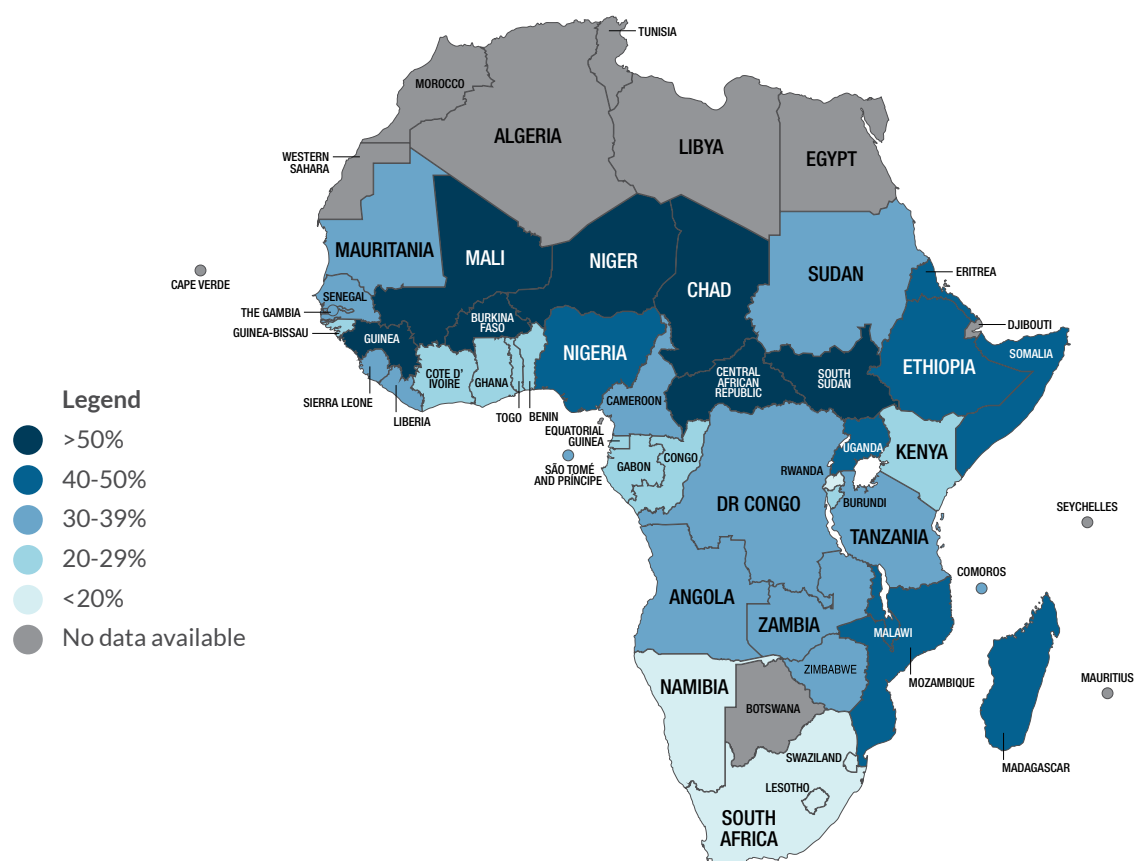 TUNISIA
MOROCCO
ALGERIA
LIBYA
EGYPT
WESTERN
SAHARA
MAURITANIA
MALI
NIGER
CHAD
SUDAN
ERITREA
CAPE VERDE
SENEGAL
THE GAMBIA
GUINEA-BISSAU
GUINEA
BURKINA
FASO
NIGERIA
DJIBOUTI
SOMALIA
ETHIOPIA
COTE D'
IVOIRE
GHANA
CENTRAL
AFRICAN
REPUBLIC
SOUTH
SUDAN
SIERRA LEONE
LIBERIA
TOGO
BENIN
CAMEROON
EQUATORIAL
GUINEA
SÃO TOMÉ
AND PRÍNCIPE
GABON
CONGO
UGANDA
KENYA
RWANDA
BURUNDI
DR CONGO
TANZANIA
SEYCHELLES
COMOROS
ANGOLA
ZAMBIA
MALAWI
ZIMBABWE
MOZAMBIQUE
MAURITIUS
NAMIBIA
BOTSWANA
MADAGASCAR
SWAZILAND
LESOTHO
SOUTH
AFRICA
Legend
>50%
40-50%
30-39%
20-29%
<20%
No data available